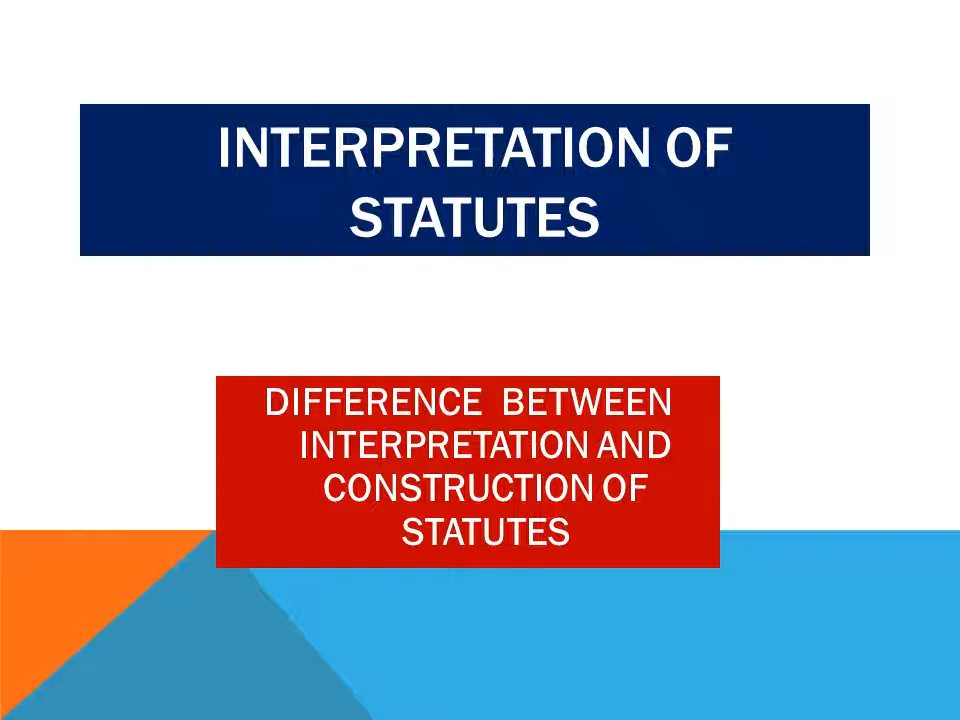 INTERPRETATION OF
STATUTES
DIFFERENCE BETWEEN
INTERPRETATION AND
CONSTRUCTION OF
STATUTES